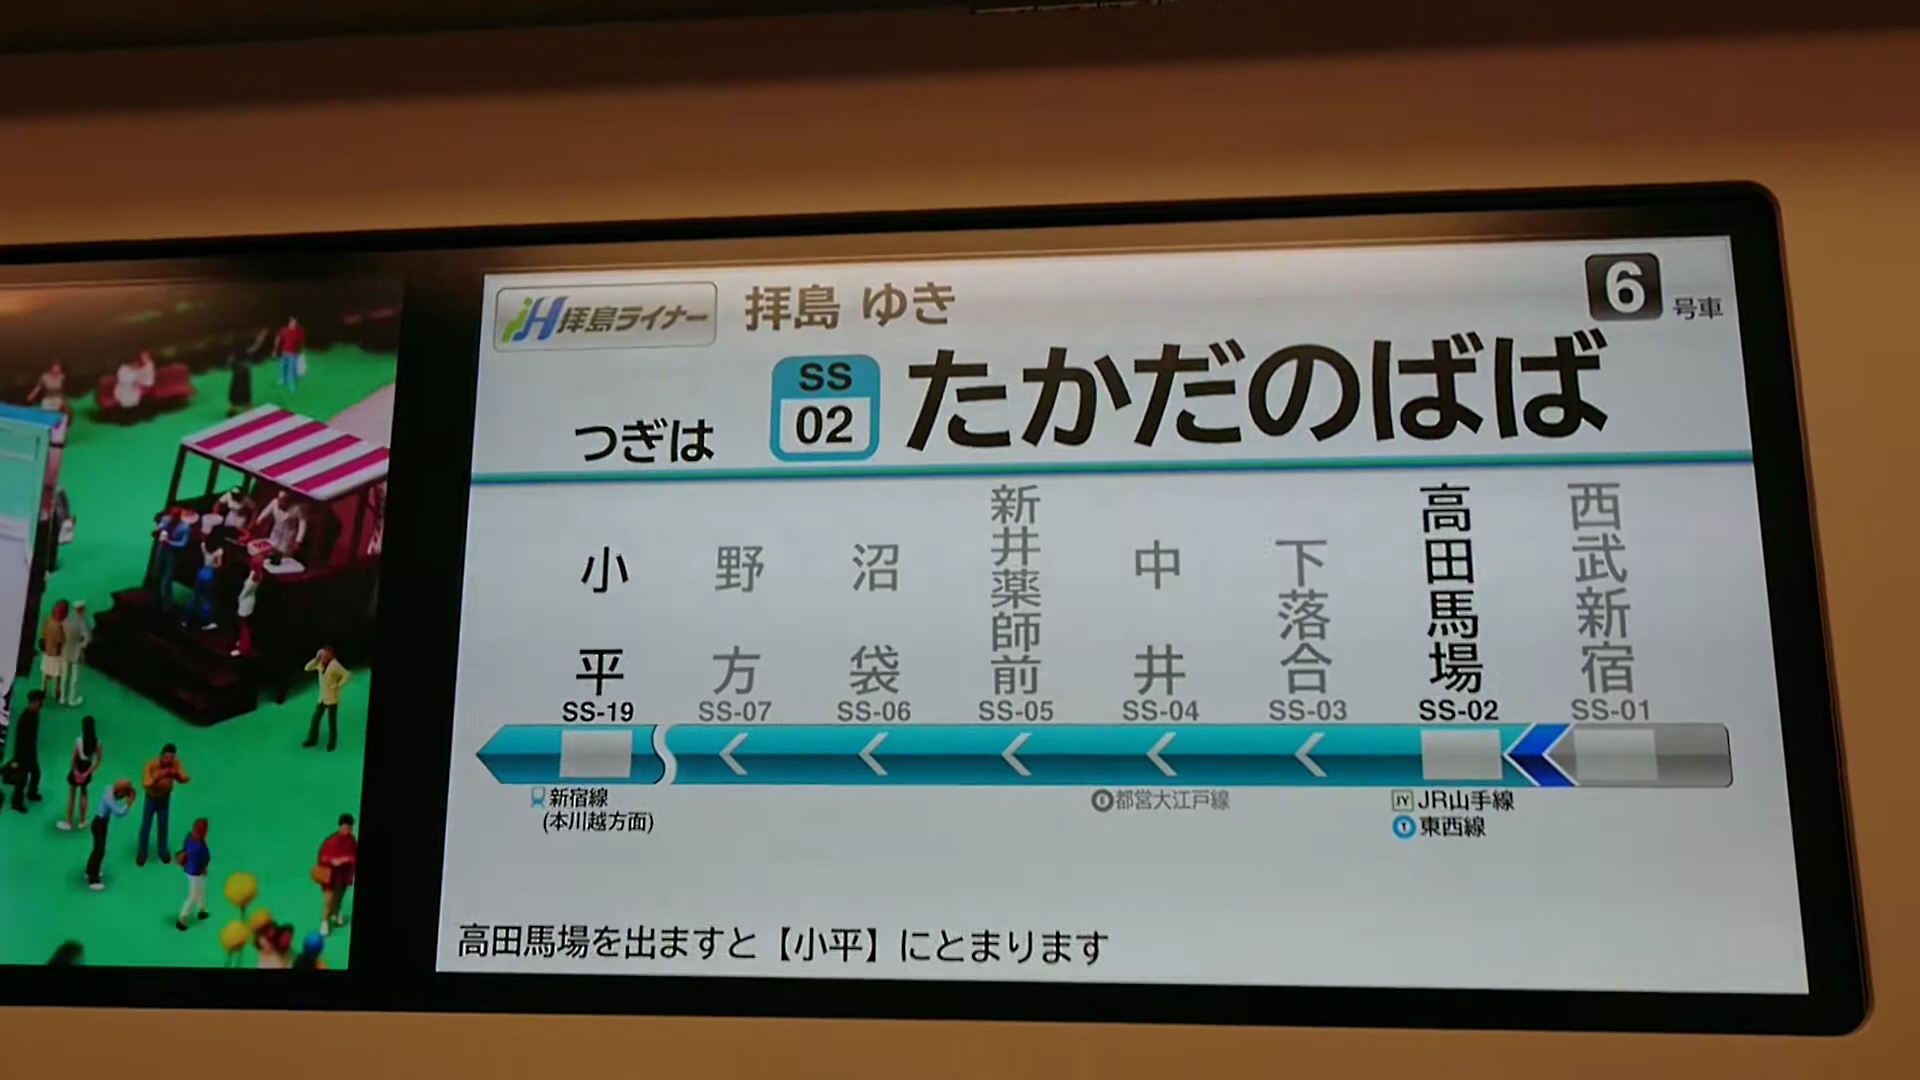 拝島ライナー 拝島 ゆき 6 号車
つぎは SS 02 たかだのばば
小平 野方 沼袋 新井薬師前 中井 下落合 高田馬場 西武新宿
SS-19 SS-07 SS-06 SS-05 SS-04 SS-03 SS-02 SS-01
新宿線 都営大江戸線 JY JR山手線
(本川越方面) T 東西線
高田馬場を出ますと【小平】にとまります